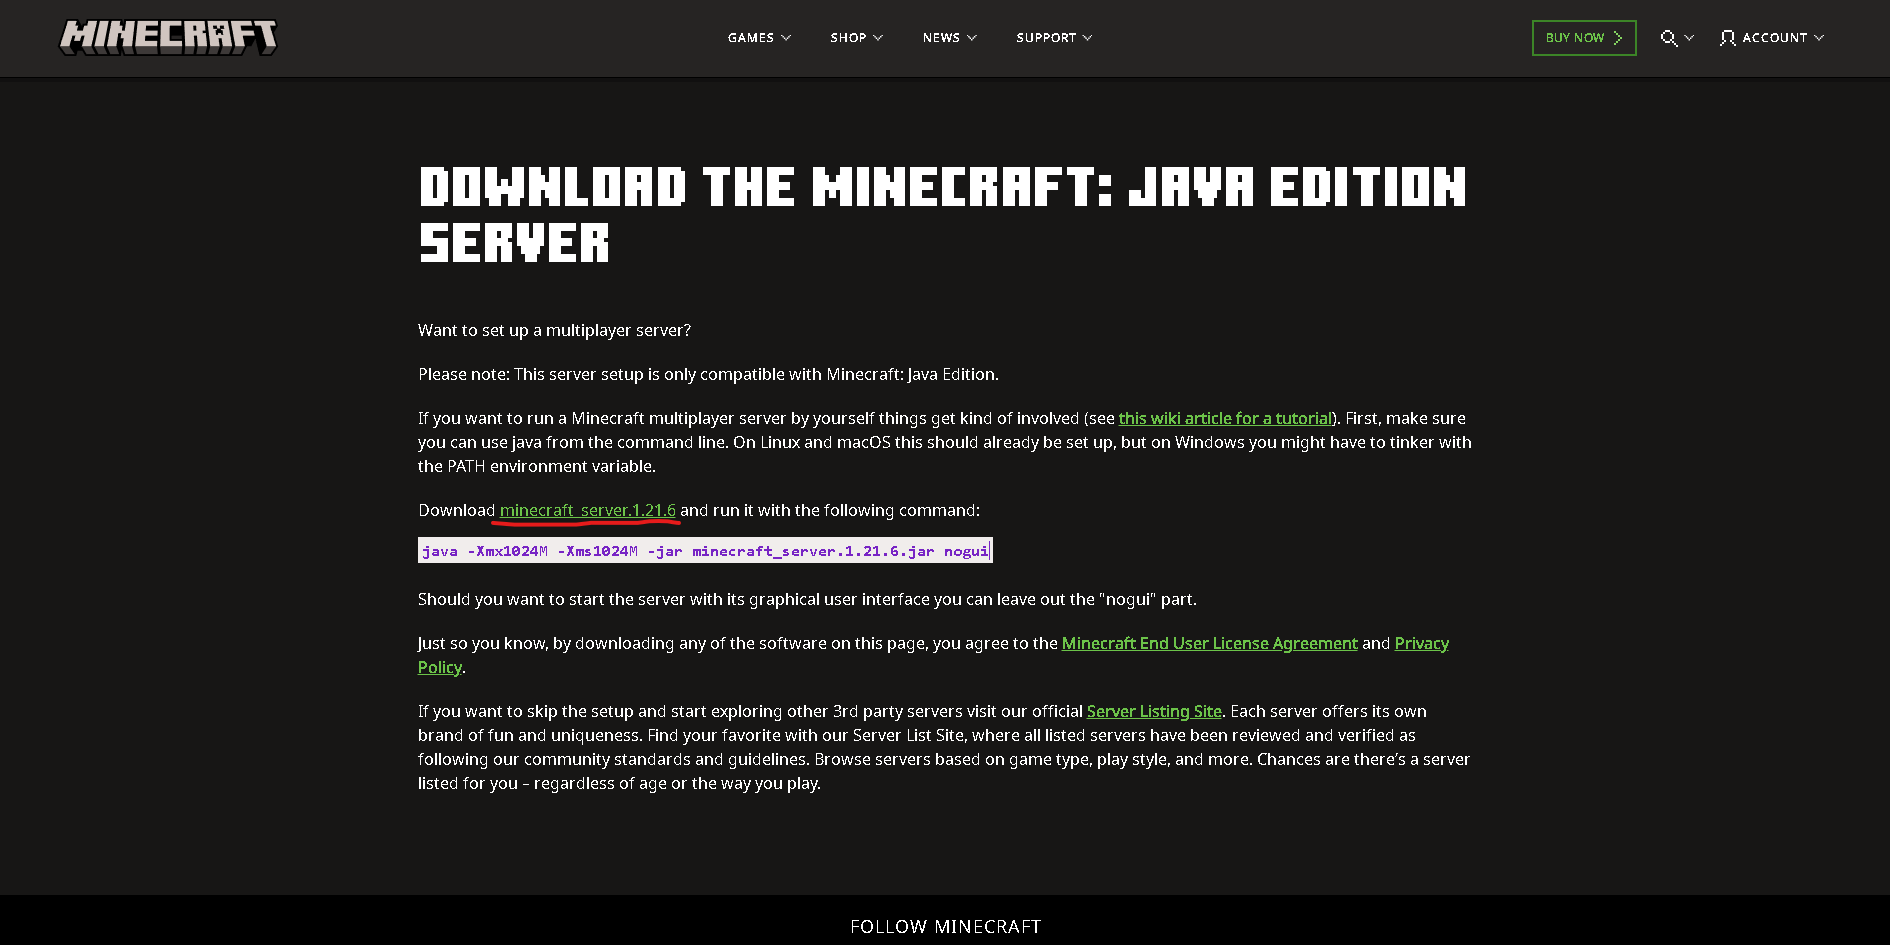 MINECRAFT
GAMES
SHOP
NEWS
SUPPORT
BUY NOW
ACCOUNT
DOWNLOAD THE MINECRAFT: JAVA EDITION
SERVER
Want to set up a multiplayer server?
Please note: This server setup is only compatible with Minecraft: Java Edition.
If you want to run a Minecraft multiplayer server by yourself things get kind of involved (see this wiki article for a tutorial). First, make sure
you can use java from the command line. On Linux and macOS this should already be set up, but on Windows you might have to tinker with
the PATH environment variable.
Download minecraft_server.1.21.6 and run it with the following command:
java -Xmx1024M -Xms1024M -jar minecraft_server.1.21.6.jar nogui
Should you want to start the server with its graphical user interface you can leave out the "nogui" part.
Just so you know, by downloading any of the software on this page, you agree to the Minecraft End User License Agreement and Privacy
Policy.
If you want to skip the setup and start exploring other 3rd party servers visit our official Server Listing Site. Each server offers its own
brand of fun and uniqueness. Find your favorite with our Server List Site, where all listed servers have been reviewed and verified as
following our community standards and guidelines. Browse servers based on game type, play style, and more. Chances are there’s a server
listed for you – regardless of age or the way you play.
FOLLOW MINECRAFT